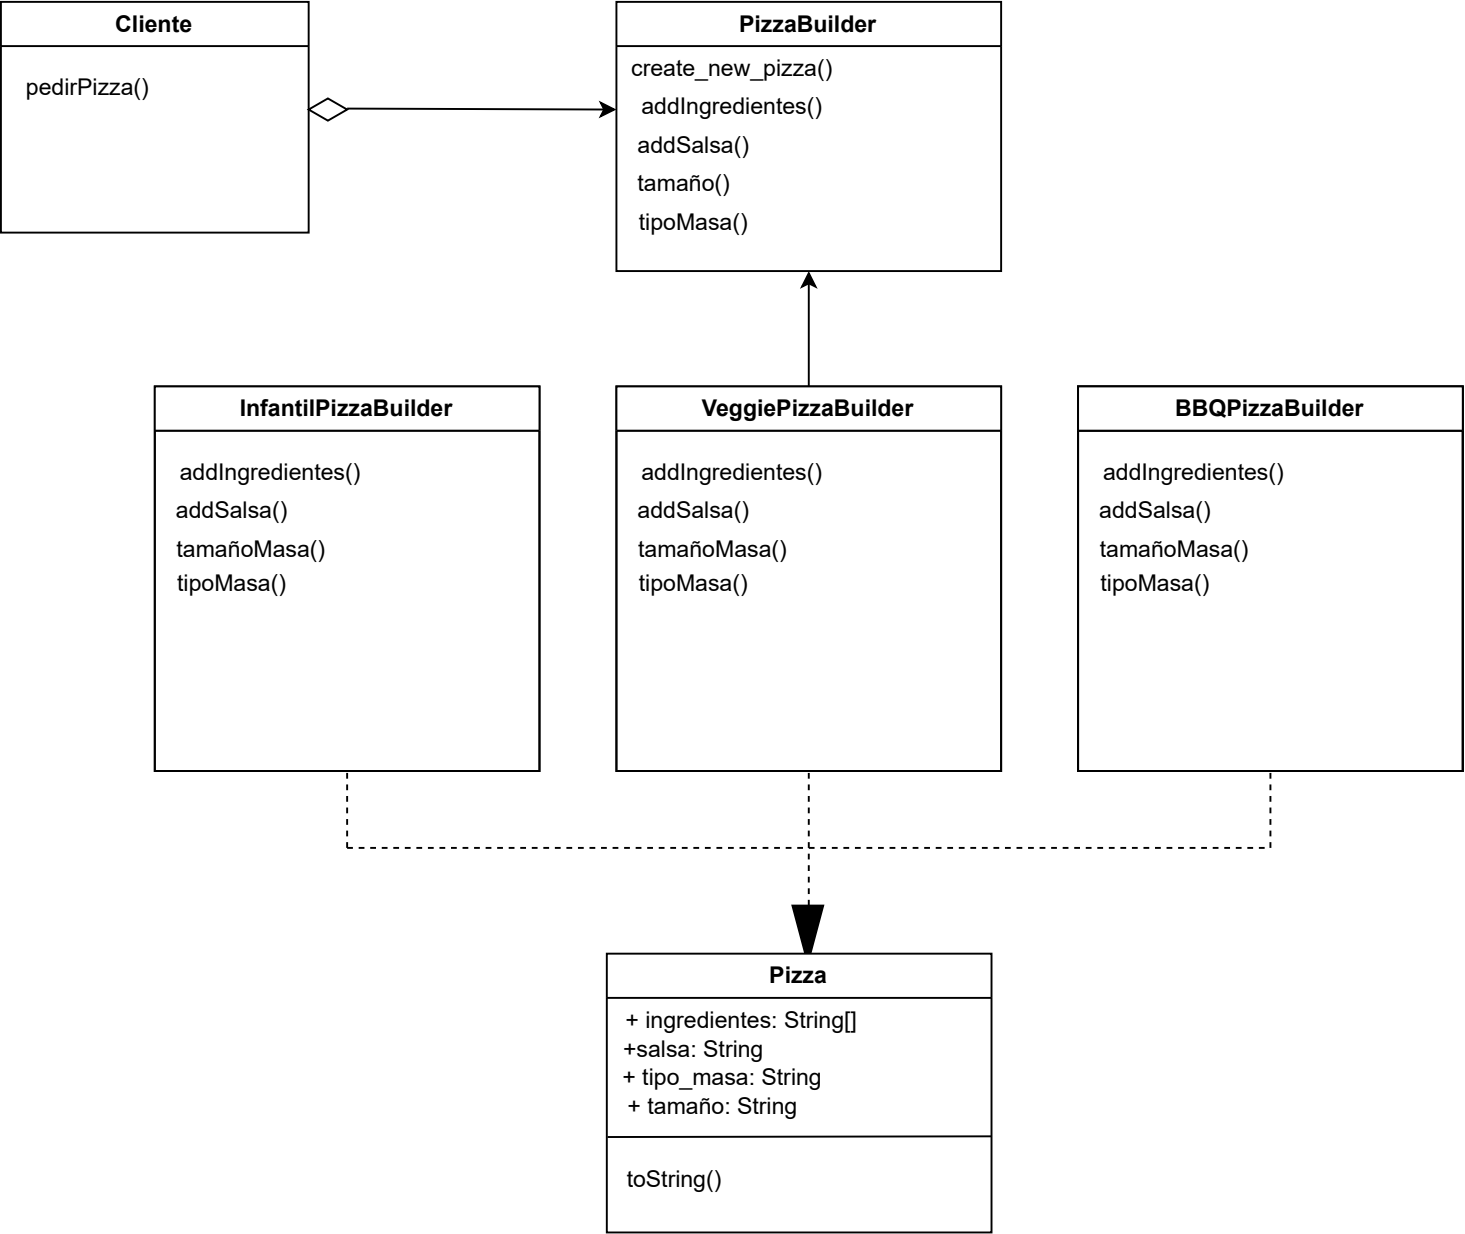 Cliente
pedirPizza()
PizzaBuilder
create_new_pizza()
addIngredientes()
addSalsa()
tamaño()
tipoMasa()
InfantilPizzaBuilder
addIngredientes()
addSalsa()
tamañoMasa()
tipoMasa()
VeggiePizzaBuilder
addIngredientes()
addSalsa()
tamañoMasa()
tipoMasa()
BBQPizzaBuilder
addIngredientes()
addSalsa()
tamañoMasa()
tipoMasa()
Pizza
+ ingredientes: String[]
+salsa: String
+ tipo_masa: String
+ tamaño: String
toString()